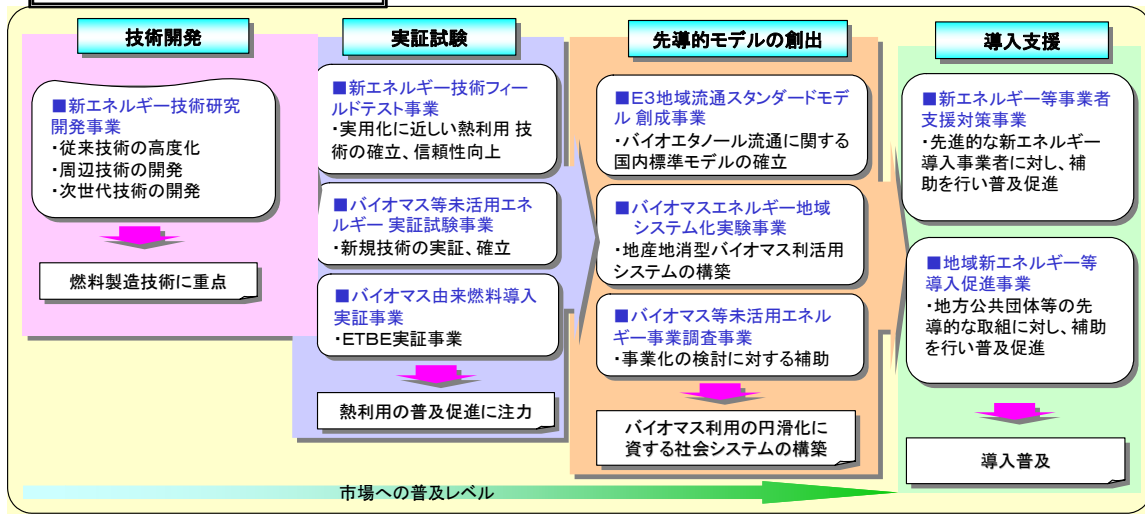 技術開発
■新エネルギー技術研究
開発事業
・従来技術の高度化
・周辺技術の開発
・次世代技術の開発
燃料製造技術に重点
実証試験
■新エネルギー技術フィー
ルドテスト事業
・実用化に近しい熱利用 技
術の確立、信頼性向上
■バイオマス等未活用エネ
ルギー 実証試験事業
・新規技術の実証、確立
■バイオマス由来燃料導入
実証事業
・ETBE実証事業
熱利用の普及促進に注力
先導的モデルの創出
■E3地域流通スタンダードモデ
ル 創成事業
・バイオエタノール流通に関する
国内標準モデルの確立
■バイオマスエネルギー地域
システム化実験事業
・地産地消型バイオマス利活用
システムの構築
■バイオマス等未活用エネル
ギー事業調査事業
・事業化の検討に対する補助
バイオマス利用の円滑化に
資する社会システムの構築
導入支援
■新エネルギー等事業者
支援対策事業
・先進的な新エネルギー
導入事業者に対し、補
助を行い普及促進
■地域新エネルギー等
導入促進事業
・地方公共団体等の先
導的な取組に対し、補助
を行い普及促進
導入普及
市場への普及レベル